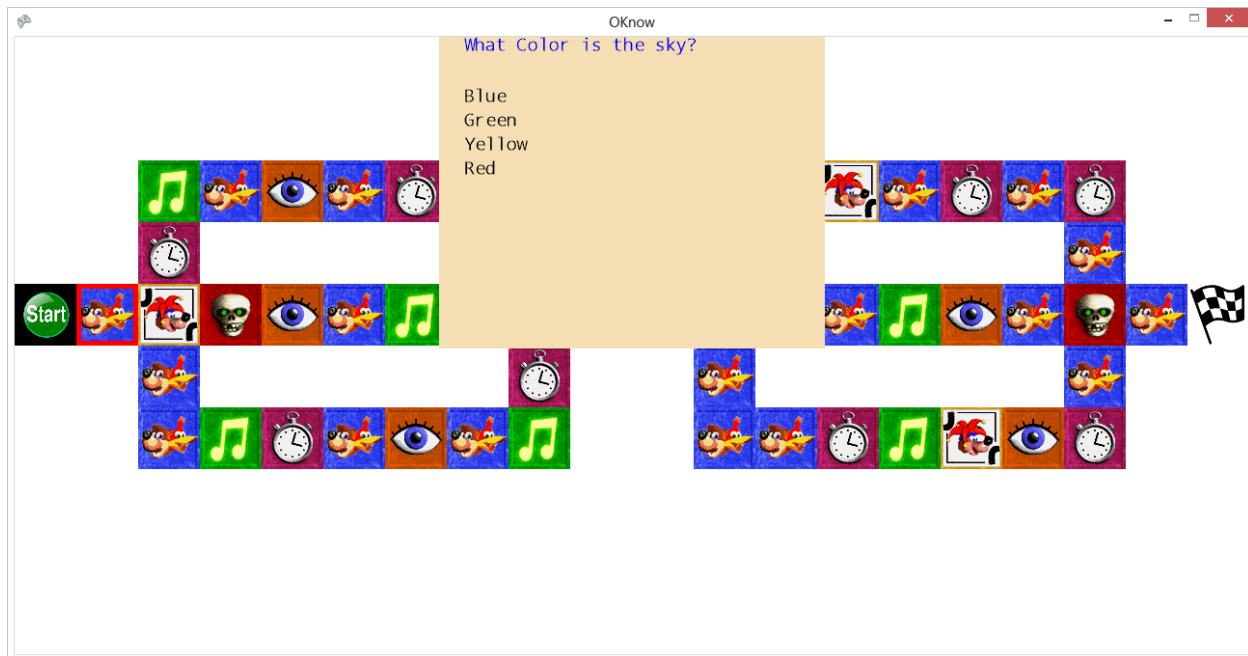 OKnow
What Color is the sky?
Blue
Green
Yellow
Red
Start